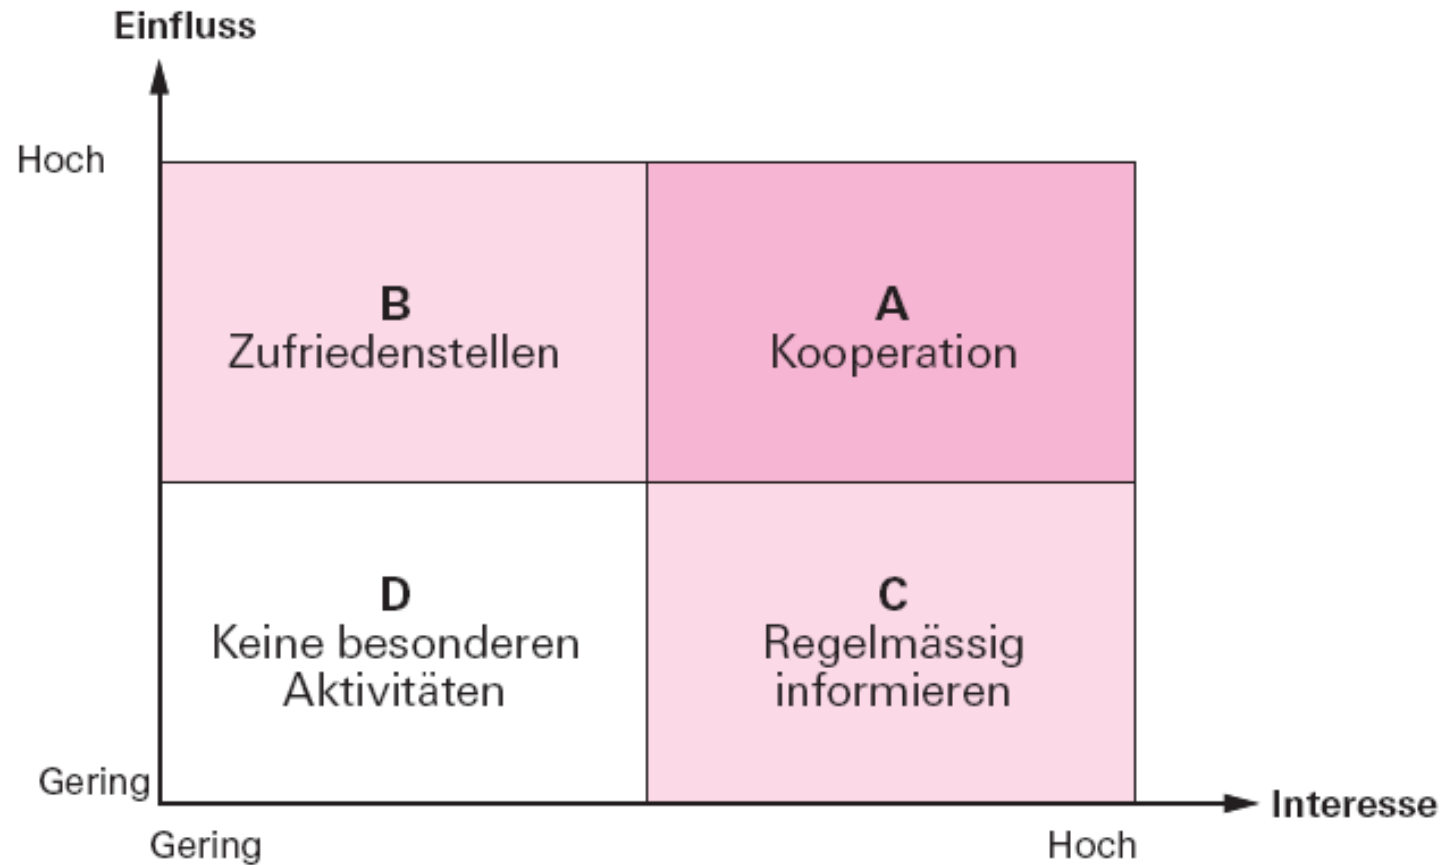 Einfluss
Hoch
B
Zufriedenstellen
A
Kooperation
D
Keine besonderen
Aktivitäten
C
Regelmässig
informieren
Gering
Interesse
Gering
Hoch